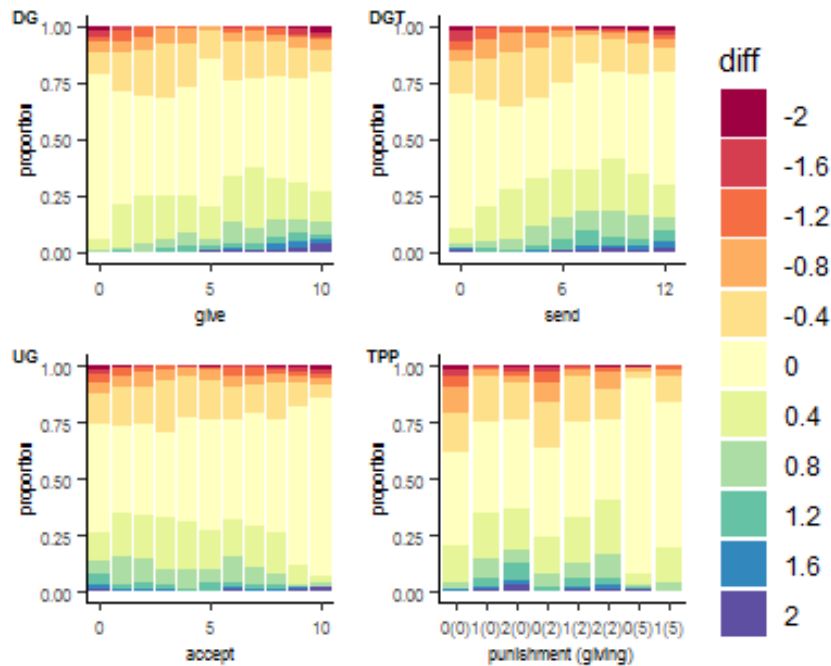 DG
1.00
0.75
0.50
0.25
0.00
proportion
0 5 10
give
DGT
1.00
0.75
0.50
0.25
0.00
proportion
0 6 12
send
UG
1.00
0.75
0.50
0.25
0.00
proportion
0 5 10
accept
TPP
1.00
0.75
0.50
0.25
0.00
proportion
0(0) 1(0) 2(0) 0(2) 1(2) 2(2) 0(5) 1(5)
punishment (giving)
diff
-2
-1.6
-1.2
-0.8
-0.4
0
0.4
0.8
1.2
1.6
2